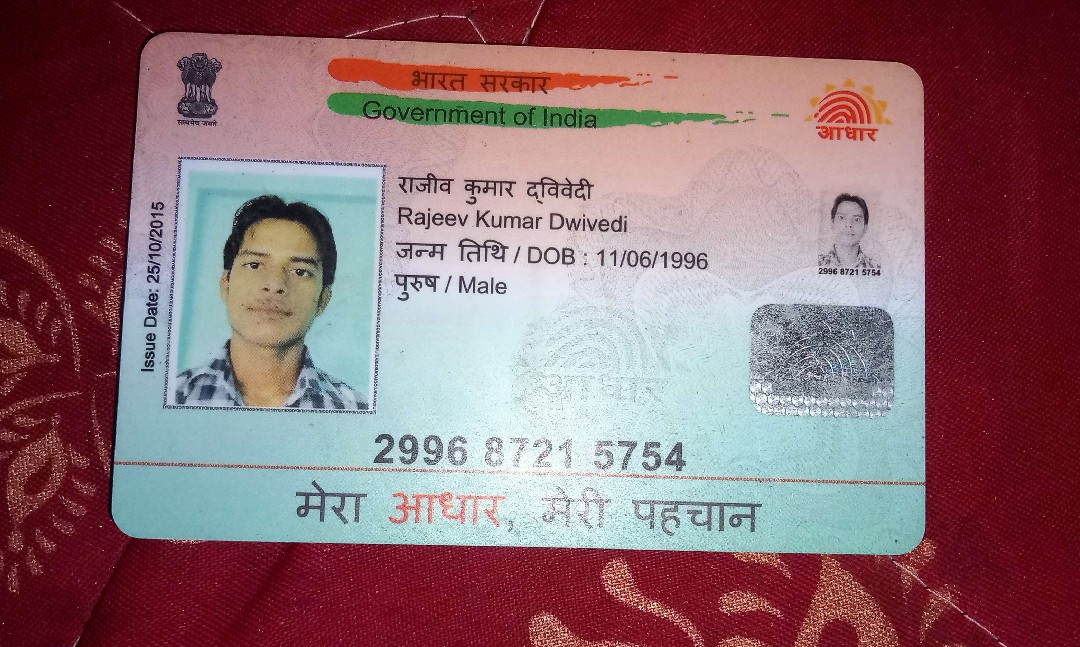 सत्यमेव जयते
भारत सरकार
Government of India
आधार
Issue Date: 25/10/2015
राजीव कुमार द्विवेदी
Rajeev Kumar Dwivedi
जन्म तिथि / DOB : 11/06/1996
पुरुष / Male
2996 8721 5754
आधार
2996 8721 5754
मेरा आधार, मेरी पहचान